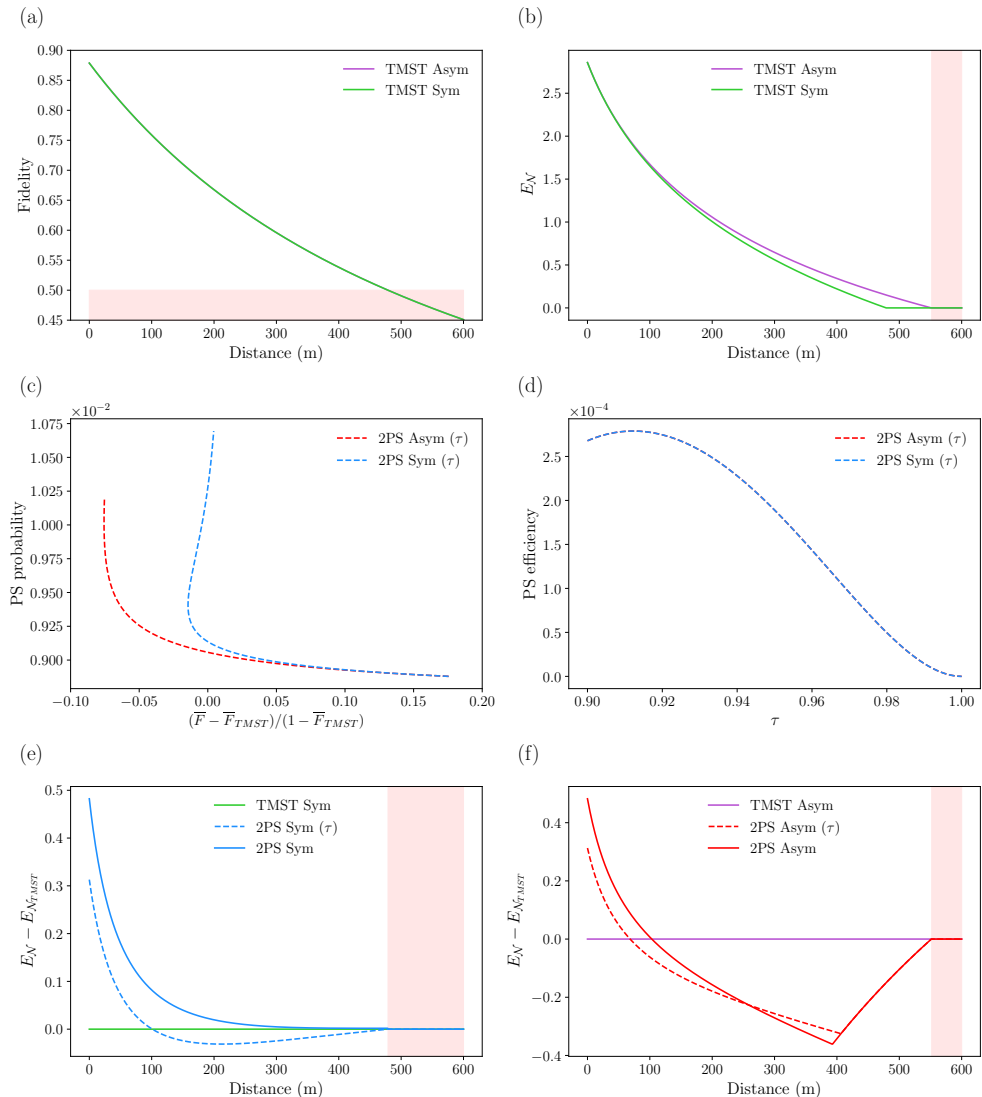 (a)
0.90
0.85
0.80
0.75
0.70
0.65
0.60
0.55
0.50
0.45
Fidelity
TMST Asym
TMST Sym
0 100 200 300 400 500 600
Distance (m)
(b)
2.5
2.0
1.5
1.0
0.5
0.0
E_N
TMST Asym
TMST Sym
0 100 200 300 400 500 600
Distance (m)
(c)
×10⁻²
1.075
1.050
1.025
1.000
0.975
0.950
0.925
0.900
PS probability
2PS Asym (τ)
2PS Sym (τ)
−0.10 −0.05 0.00 0.05 0.10 0.15 0.20
(F̅ − F̅_TMST)/(1 − F̅_TMST)
(d)
×10⁻⁴
2.5
2.0
1.5
1.0
0.5
0.0
PS efficiency
2PS Asym (τ)
2PS Sym (τ)
0.90 0.92 0.94 0.96 0.98 1.00
τ
(e)
0.5
0.4
0.3
0.2
0.1
0.0
E_N − E_N_TMST
TMST Sym
2PS Sym (τ)
2PS Sym
0 100 200 300 400 500 600
Distance (m)
(f)
0.4
0.2
0.0
−0.2
−0.4
E_N − E_N_TMST
TMST Asym
2PS Asym (τ)
2PS Asym
0 100 200 300 400 500 600
Distance (m)